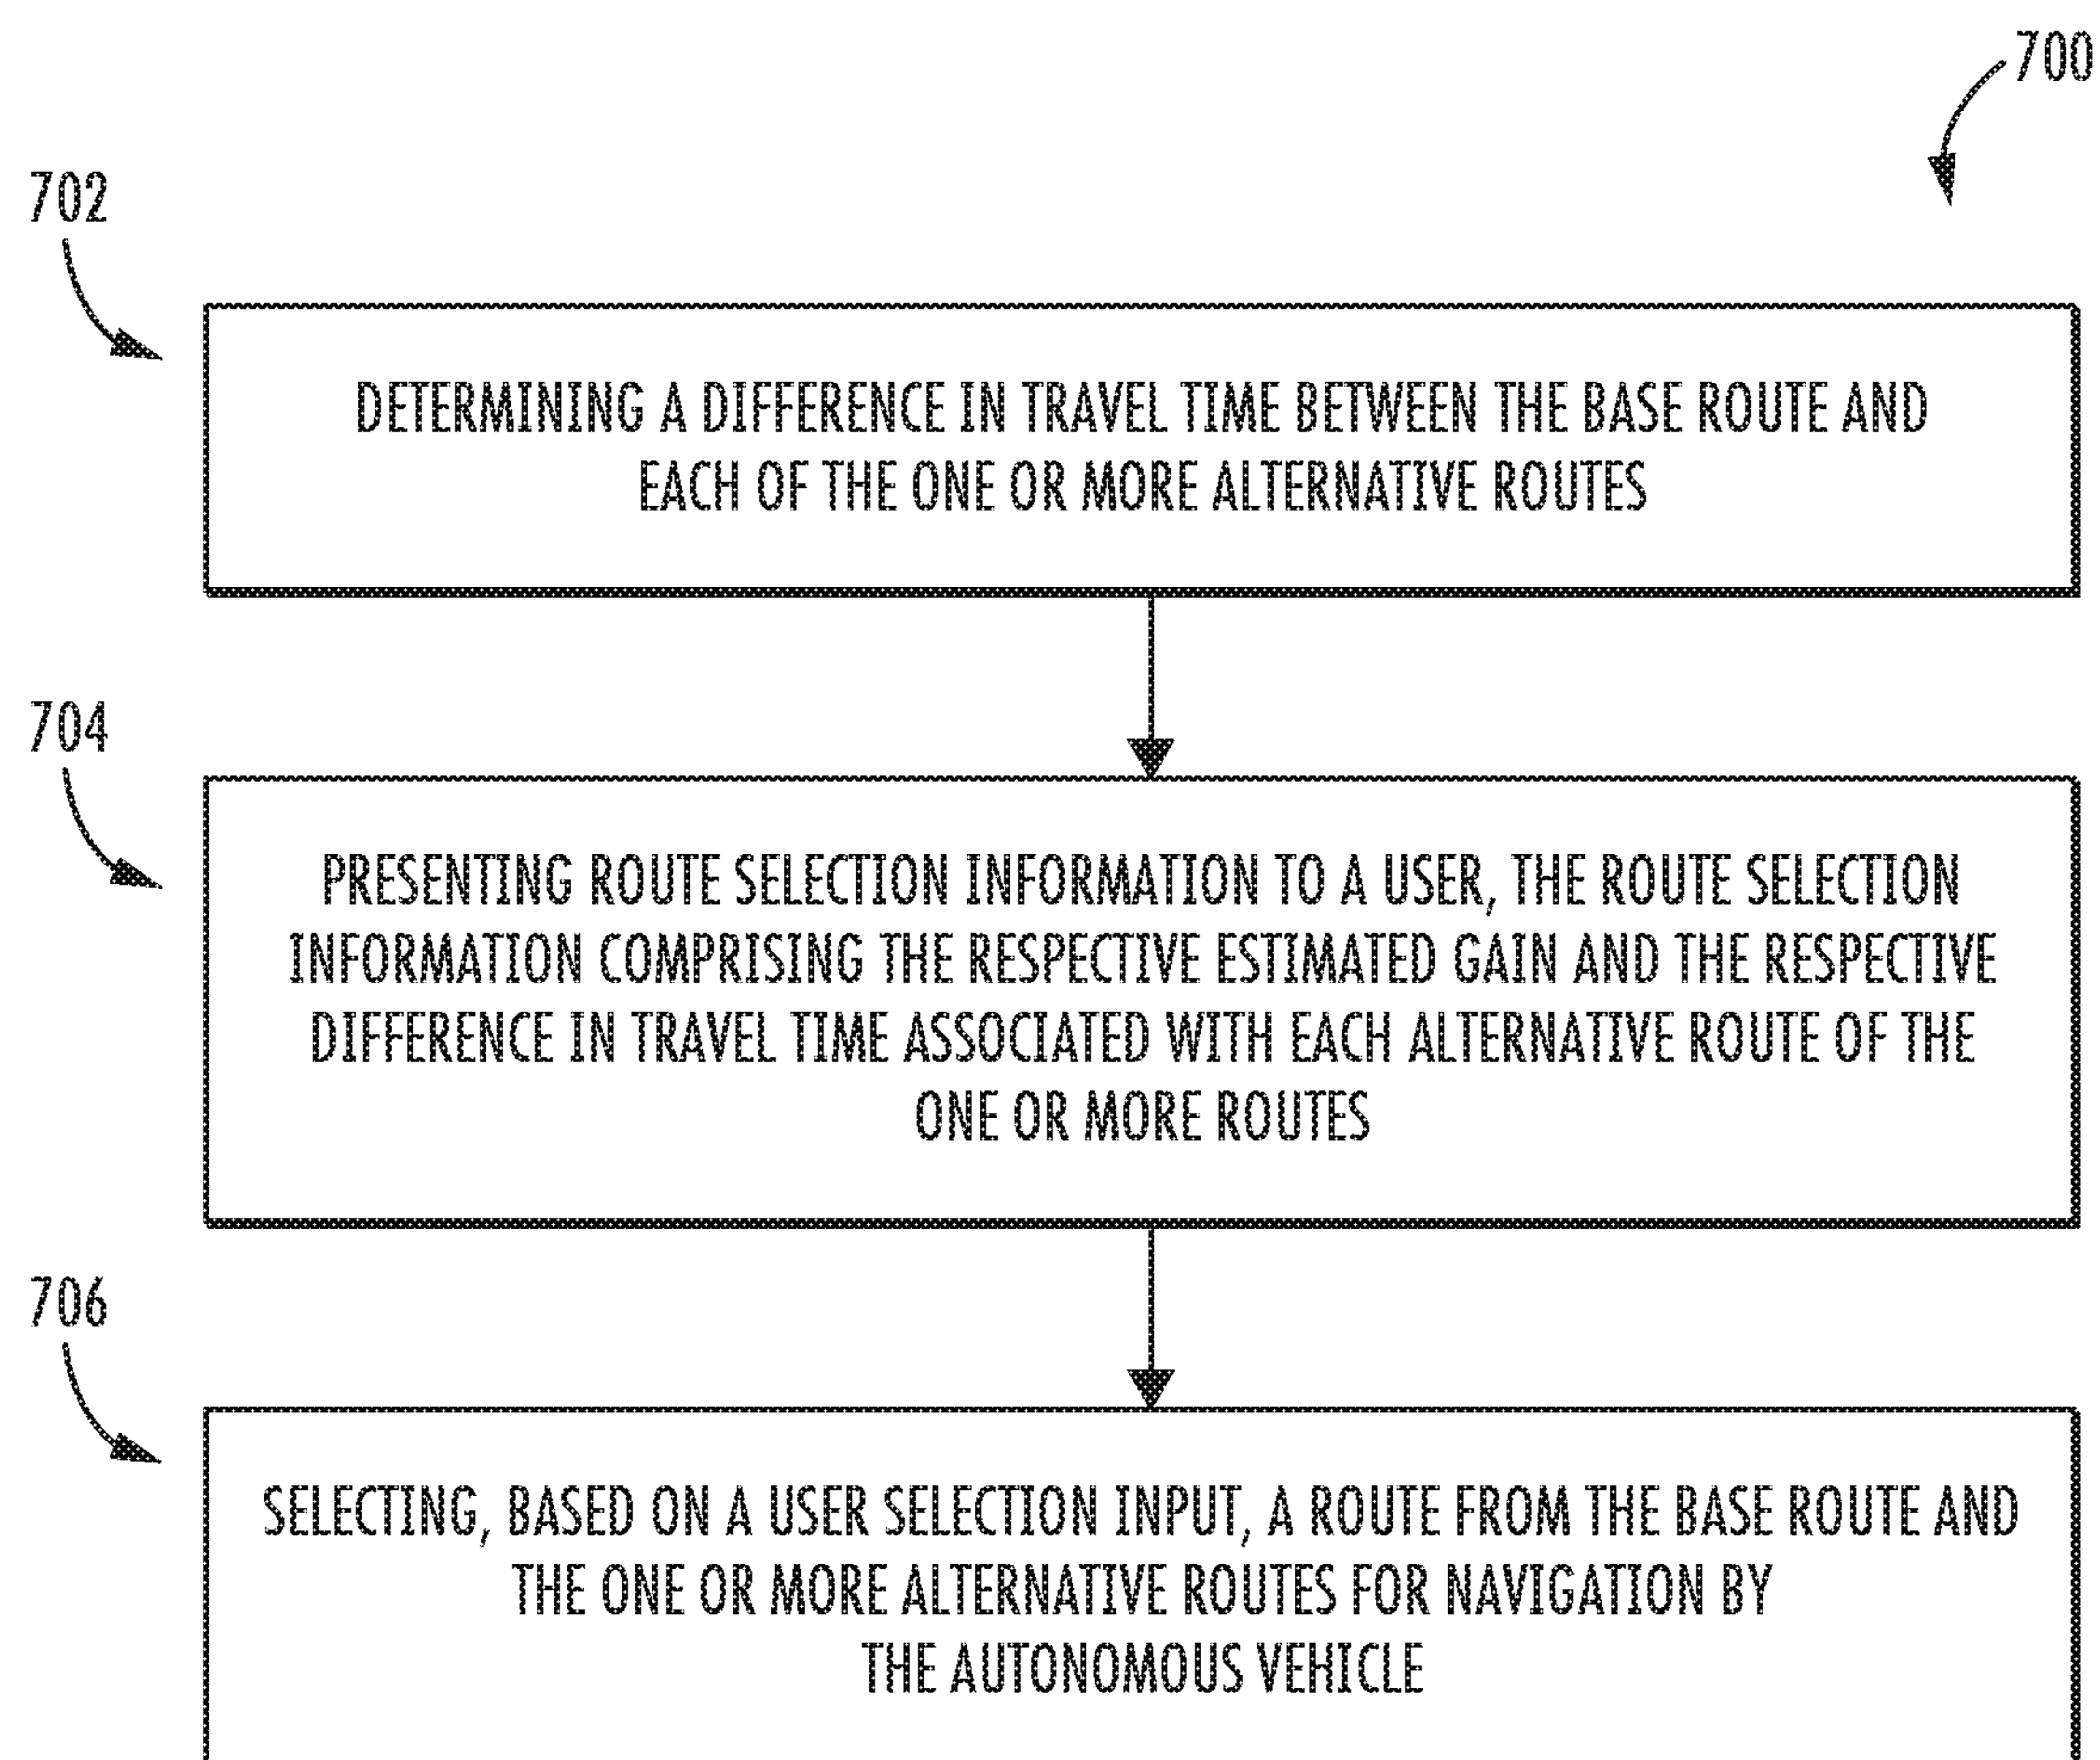 700
702
DETERMINING A DIFFERENCE IN TRAVEL TIME BETWEEN THE BASE ROUTE AND
EACH OF THE ONE OR MORE ALTERNATIVE ROUTES
704
PRESENTING ROUTE SELECTION INFORMATION TO A USER, THE ROUTE SELECTION
INFORMATION COMPRISING THE RESPECTIVE ESTIMATED GAIN AND THE RESPECTIVE
DIFFERENCE IN TRAVEL TIME ASSOCIATED WITH EACH ALTERNATIVE ROUTE OF THE
ONE OR MORE ROUTES
706
SELECTING, BASED ON A USER SELECTION INPUT, A ROUTE FROM THE BASE ROUTE AND
THE ONE OR MORE ALTERNATIVE ROUTES FOR NAVIGATION BY
THE AUTONOMOUS VEHICLE